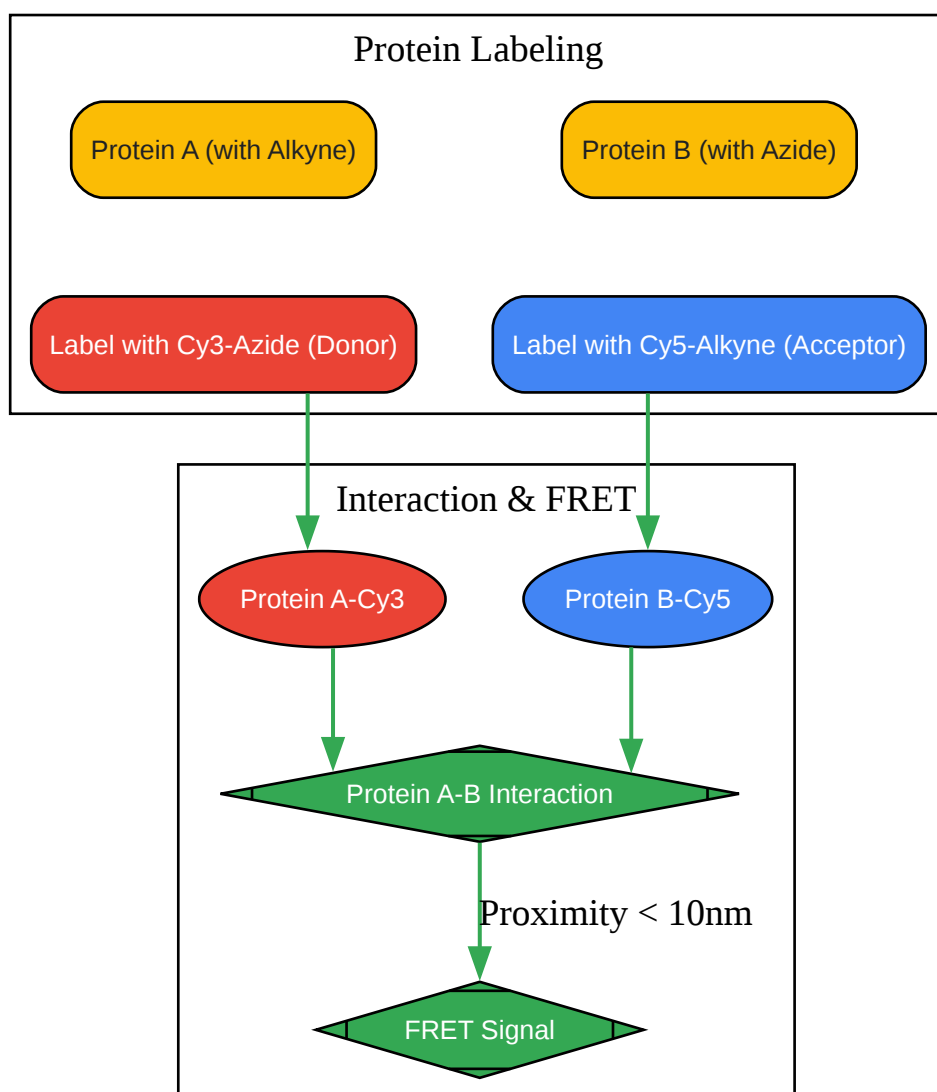 Protein Labeling
Protein A (with Alkyne)
Protein B (with Azide)
Label with Cy3-Azide (Donor)
Label with Cy5-Alkyne (Acceptor)
Interaction & FRET
Protein A-Cy3
Protein B-Cy5
Protein A-B Interaction
Proximity < 10nm
FRET Signal